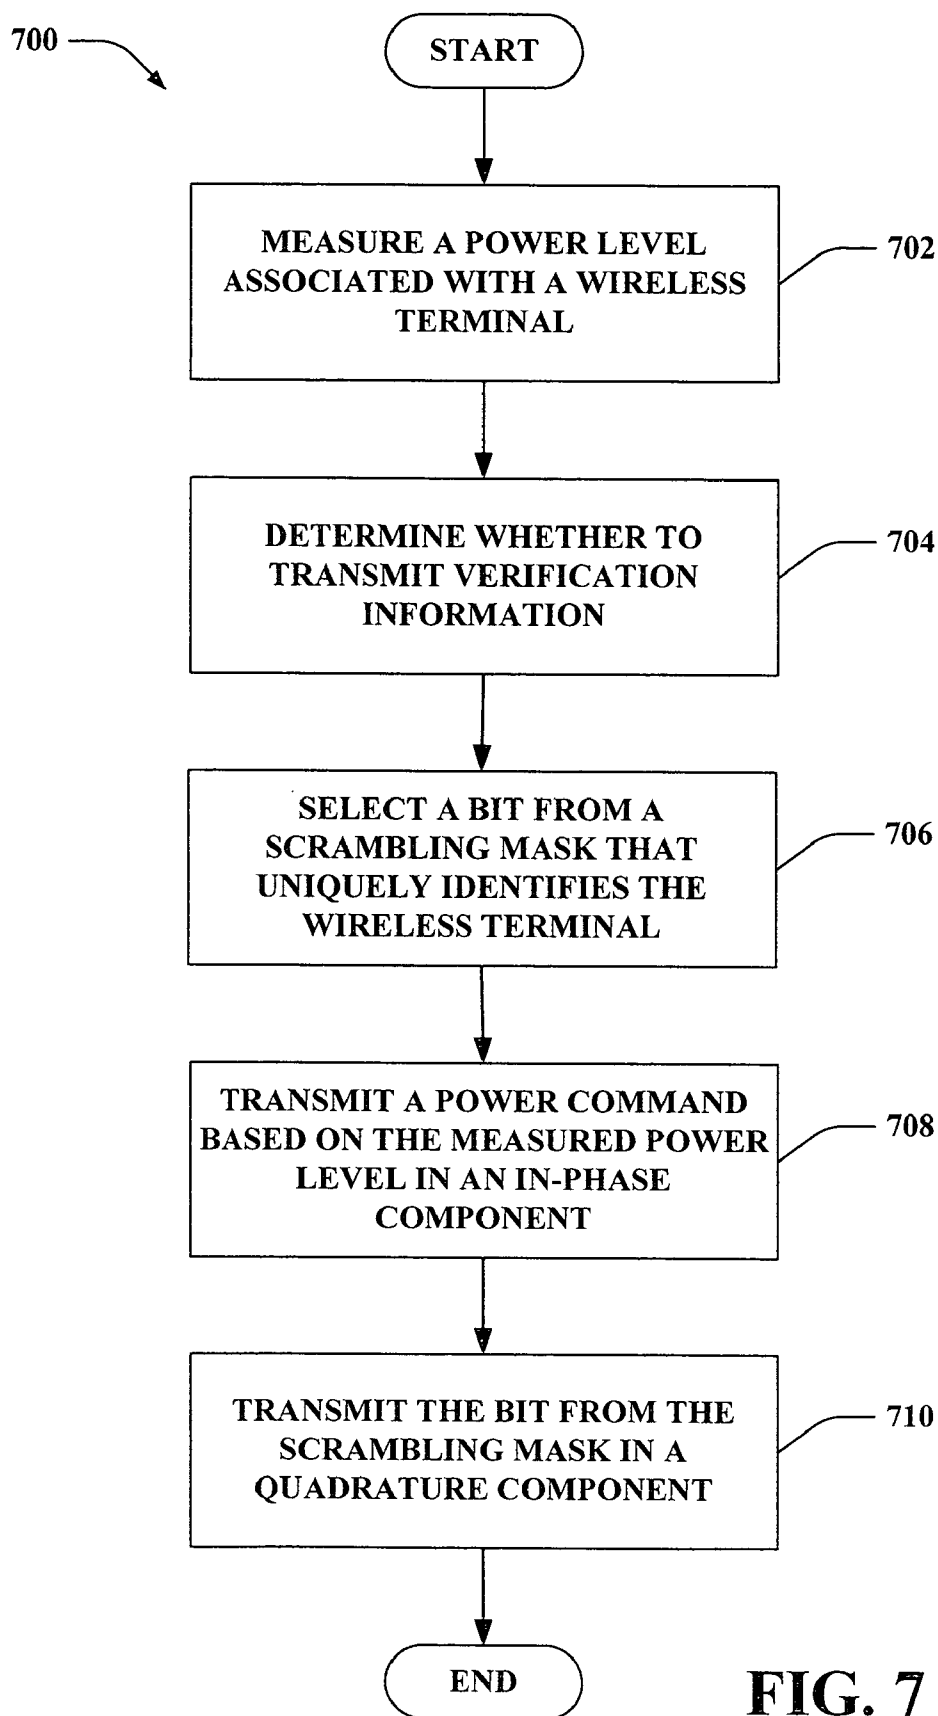 700
START
MEASURE A POWER LEVEL
ASSOCIATED WITH A WIRELESS
TERMINAL
702
DETERMINE WHETHER TO
TRANSMIT VERIFICATION
INFORMATION
704
SELECT A BIT FROM A
SCRAMBLING MASK THAT
UNIQUELY IDENTIFIES THE
WIRELESS TERMINAL
706
TRANSMIT A POWER COMMAND
BASED ON THE MEASURED POWER
LEVEL IN AN IN-PHASE
COMPONENT
708
TRANSMIT THE BIT FROM THE
SCRAMBLING MASK IN A
QUADRATURE COMPONENT
710
END
FIG. 7